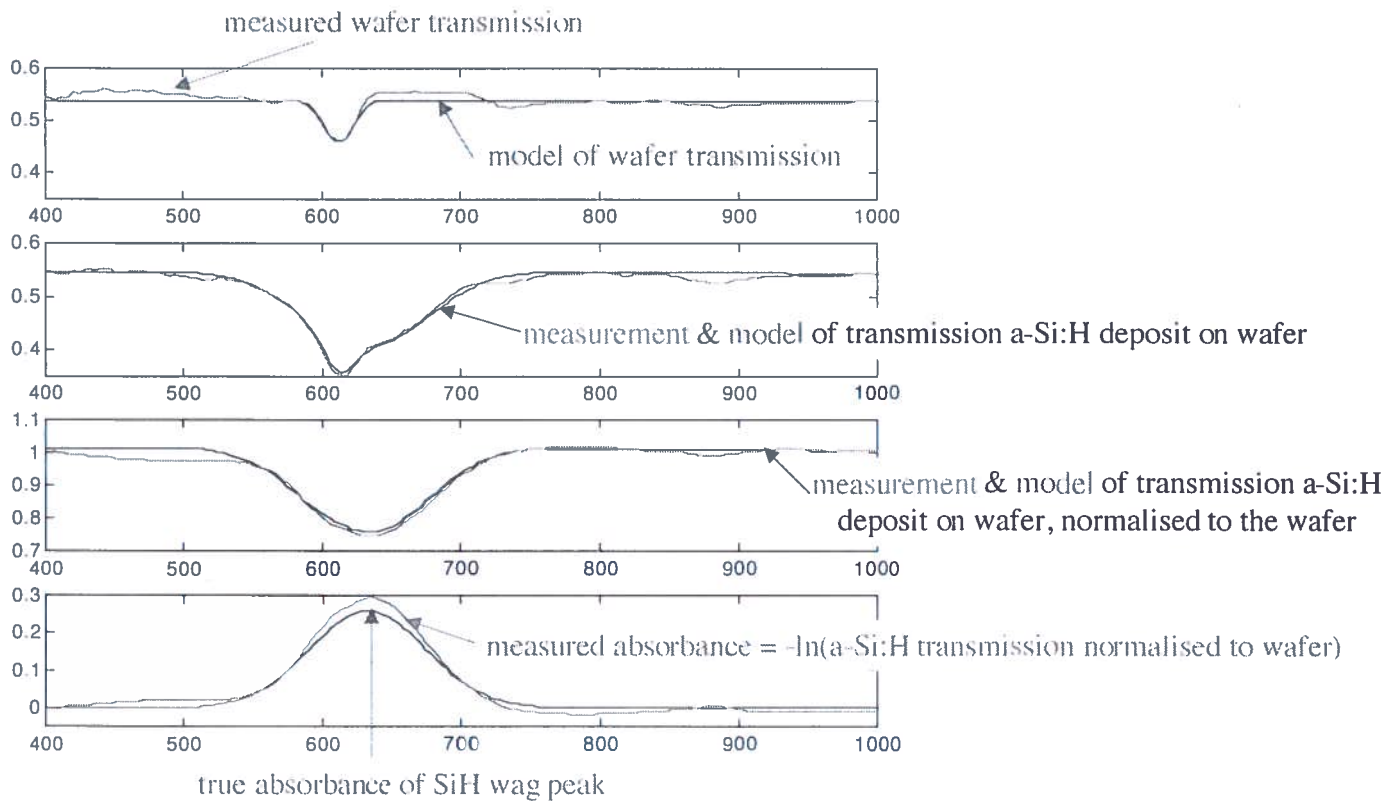 measured wafer transmission
0.6
0.5
0.4
model of wafer transmission
400 500 600 700 800 900 1000
0.6
0.5
0.4
measurement & model of transmission a-Si:H deposit on wafer
400 500 600 700 800 900 1000
1.1
1
0.9
0.8
0.7
measurement & model of transmission a-Si:H
deposit on wafer, normalised to the wafer
400 500 600 700 800 900 1000
0.3
0.2
0.1
0
measured absorbance = -ln(a-Si:H transmission normalised to wafer)
400 500 600 700 800 900 1000
true absorbance of SiH wag peak